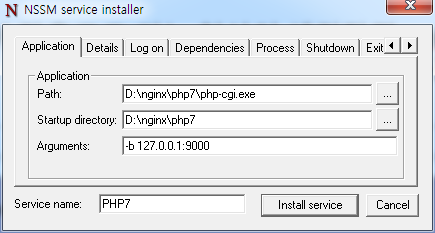 NSSM service installer
Application Details Log on Dependencies Process Shutdown Exit
Application
Path: D:\nginx\php7\php-cgi.exe ...
Startup directory: D:\nginx\php7 ...
Arguments: -b 127.0.0.1:9000
Service name: PHP7 Install service Cancel